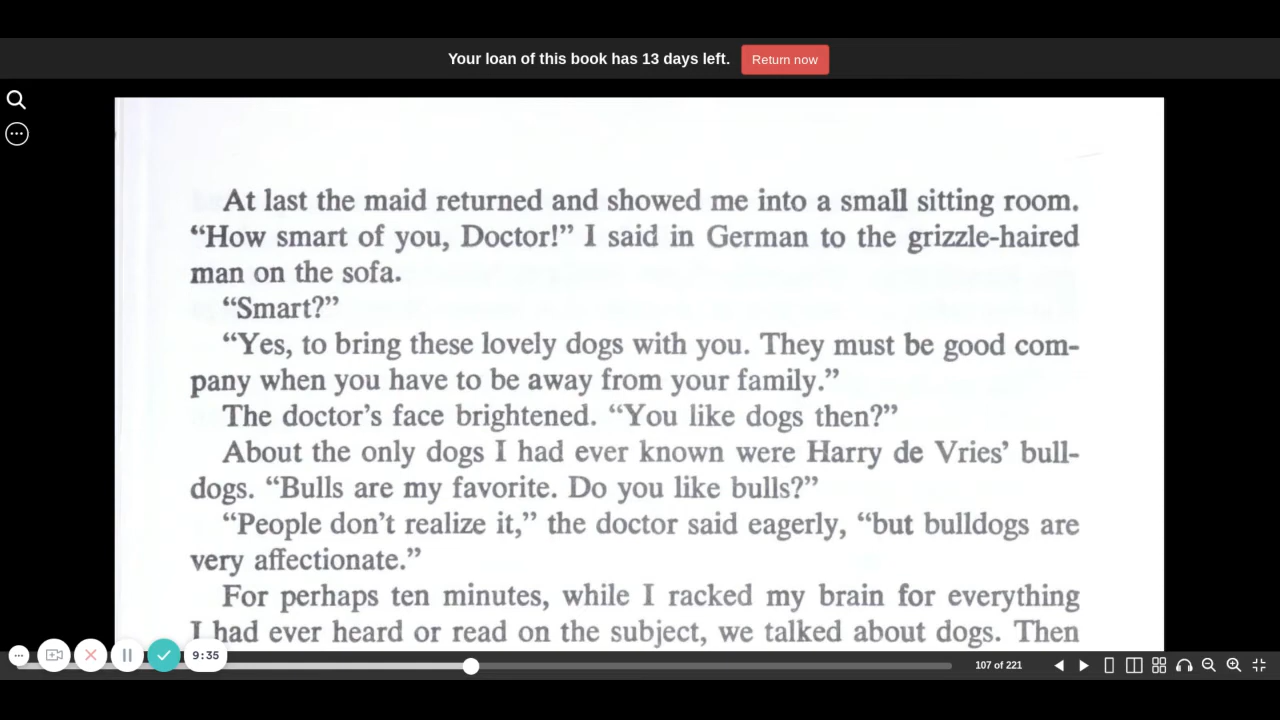 Your loan of this book has 13 days left. Return now
At last the maid returned and showed me into a small sitting room.
“How smart of you, Doctor!” I said in German to the grizzle-haired
man on the sofa.
“Smart?”
“Yes, to bring these lovely dogs with you. They must be good com-
pany when you have to be away from your family.”
The doctor’s face brightened. “You like dogs then?”
About the only dogs I had ever known were Harry de Vries’ bull-
dogs. “Bulls are my favorite. Do you like bulls?”
“People don’t realize it,” the doctor said eagerly, “but bulldogs are
very affectionate.”
For perhaps ten minutes, while I racked my brain for everything
I had ever heard or read on the subject, we talked about dogs. Then
9:35
107 of 221